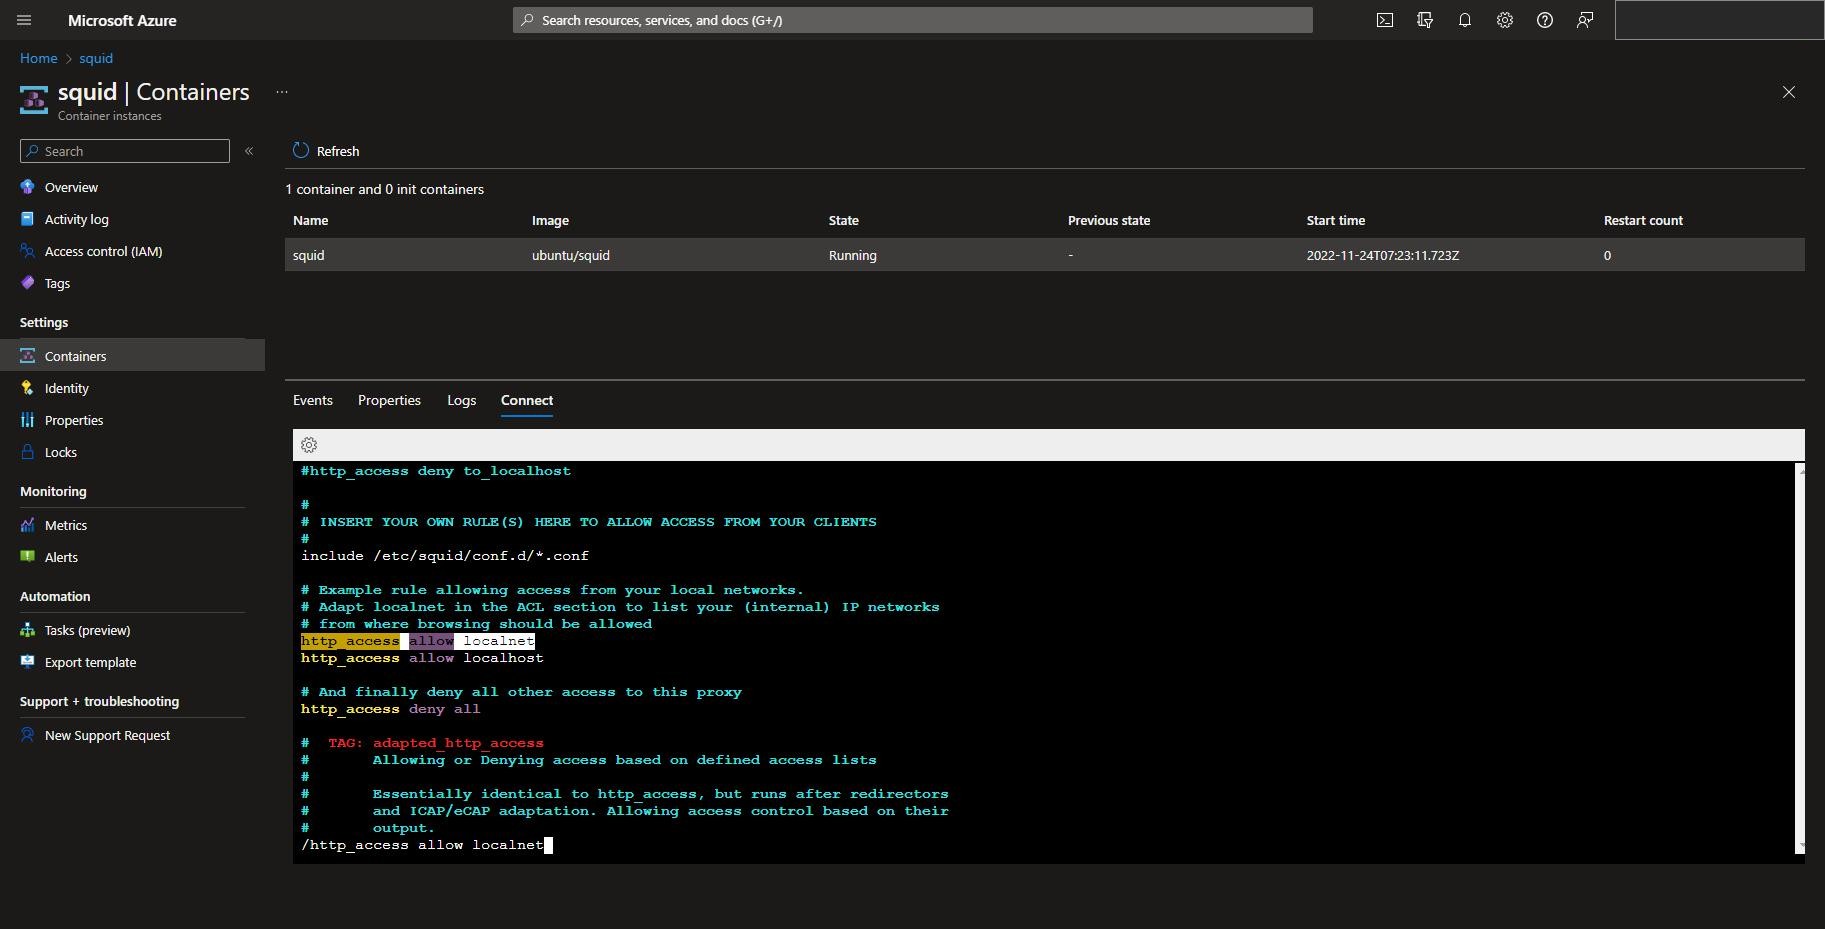 Microsoft Azure
Search resources, services, and docs (G+/)
Home > squid
squid | Containers ...
Container instances
Search «
Refresh
Overview
Activity log
Access control (IAM)
Tags
Settings
Containers
Identity
Properties
Locks
Monitoring
Metrics
Alerts
Automation
Tasks (preview)
Export template
Support + troubleshooting
New Support Request
1 container and 0 init containers
Name Image State Previous state Start time Restart count
squid ubuntu/squid Running - 2022-11-24T07:23:11.723Z 0
Events Properties Logs Connect
#http_access deny to_localhost
#
# INSERT YOUR OWN RULE(S) HERE TO ALLOW ACCESS FROM YOUR CLIENTS
#
include /etc/squid/conf.d/*.conf
# Example rule allowing access from your local networks.
# Adapt localnet in the ACL section to list your (internal) IP networks
# from where browsing should be allowed
http_access allow localnet
http_access allow localhost
# And finally deny all other access to this proxy
http_access deny all
# TAG: adapted_http_access
# Allowing or Denying access based on defined access lists
#
# Essentially identical to http_access, but runs after redirectors
# and ICAP/eCAP adaptation. Allowing access control based on their
# output.
/http_access allow localnet